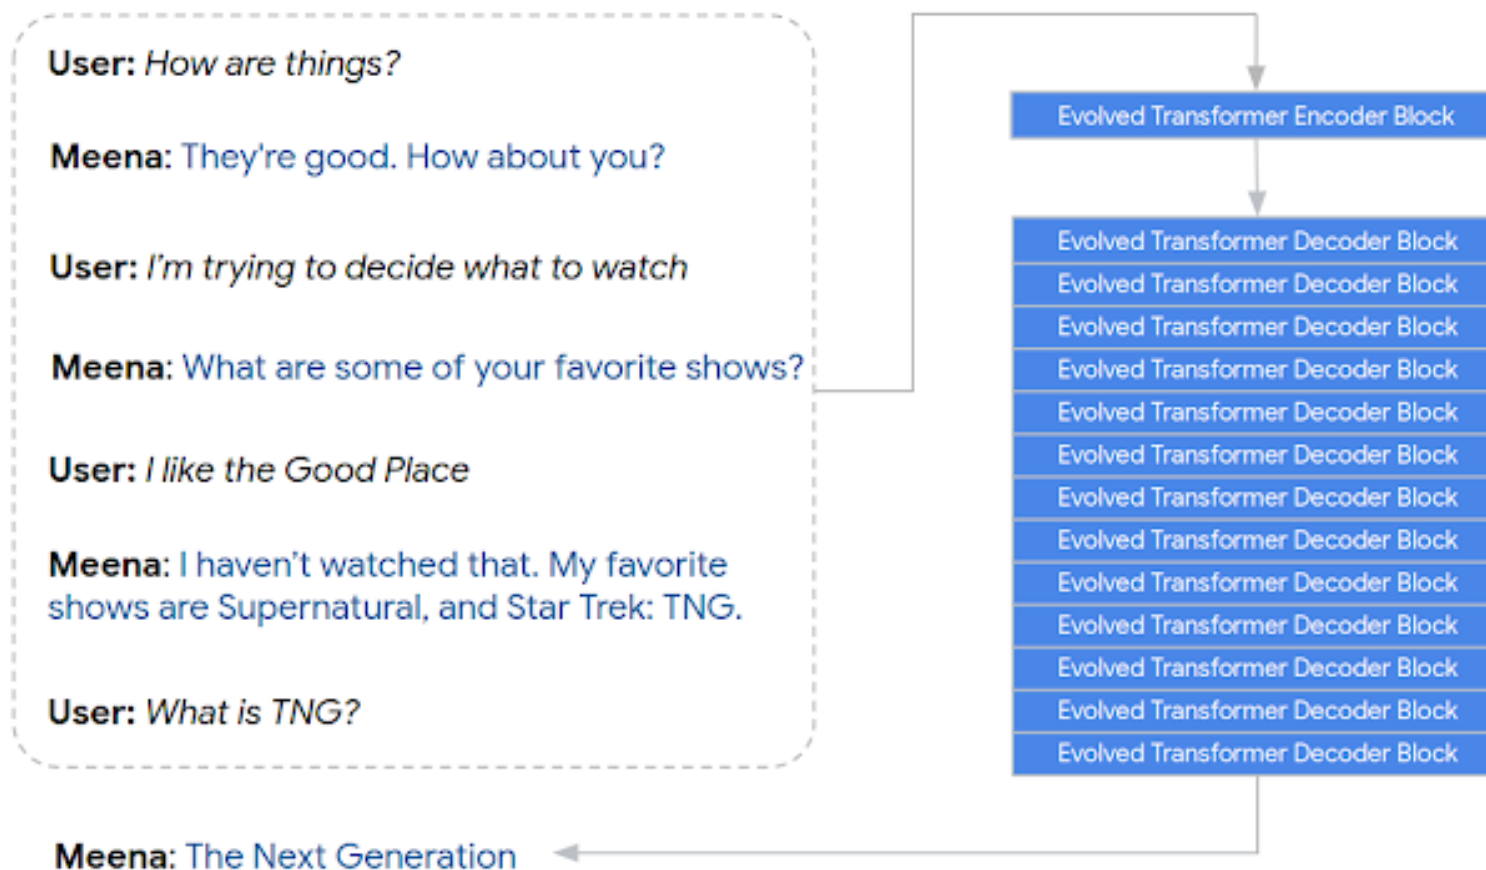 User: How are things?
Meena: They're good. How about you?
User: I'm trying to decide what to watch
Meena: What are some of your favorite shows?
User: I like the Good Place
Meena: I haven't watched that. My favorite
shows are Supernatural, and Star Trek: TNG.
User: What is TNG?
Meena: The Next Generation
Evolved Transformer Encoder Block
Evolved Transformer Decoder Block
Evolved Transformer Decoder Block
Evolved Transformer Decoder Block
Evolved Transformer Decoder Block
Evolved Transformer Decoder Block
Evolved Transformer Decoder Block
Evolved Transformer Decoder Block
Evolved Transformer Decoder Block
Evolved Transformer Decoder Block
Evolved Transformer Decoder Block
Evolved Transformer Decoder Block
Evolved Transformer Decoder Block
Evolved Transformer Decoder Block